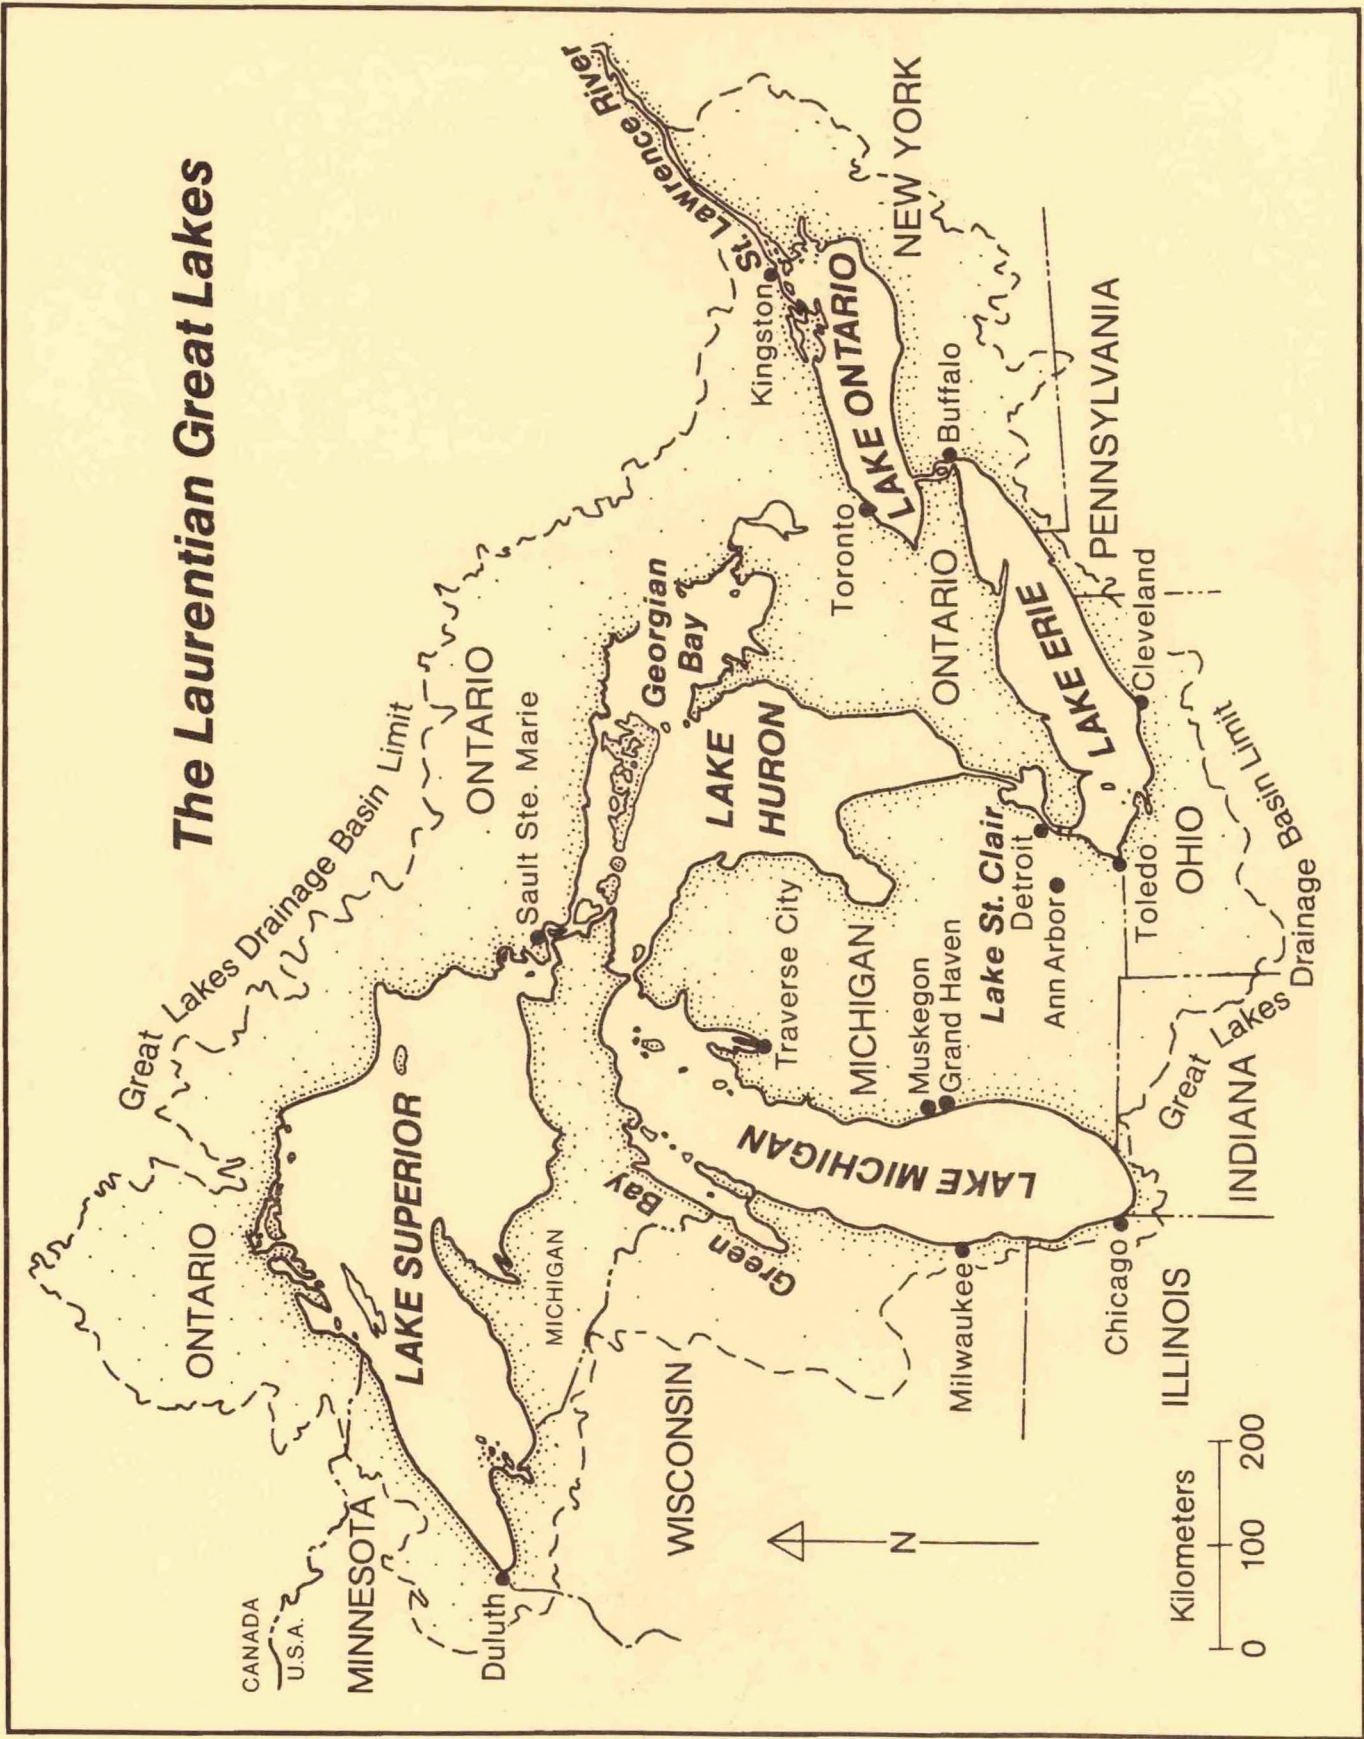 The Laurentian Great Lakes
CANADA
U.S.A.
MINNESOTA
Duluth
ONTARIO
Great Lakes Drainage Basin Limit
ONTARIO
Sault Ste. Marie
LAKE SUPERIOR
MICHIGAN
WISCONSIN
Green Bay
LAKE MICHIGAN
Milwaukee
Chicago
ILLINOIS
INDIANA
Traverse City
MICHIGAN
Muskegon
Grand Haven
Lake St. Clair
Detroit
Ann Arbor
Toledo
OHIO
Great Lakes Drainage Basin Limit
LAKE
HURON
Georgian
Bay
ONTARIO
Toronto
LAKE ERIE
Cleveland
PENNSYLVANIA
Buffalo
LAKE ONTARIO
Kingston
St. Lawrence River
NEW YORK
N
Kilometers
0 100 200